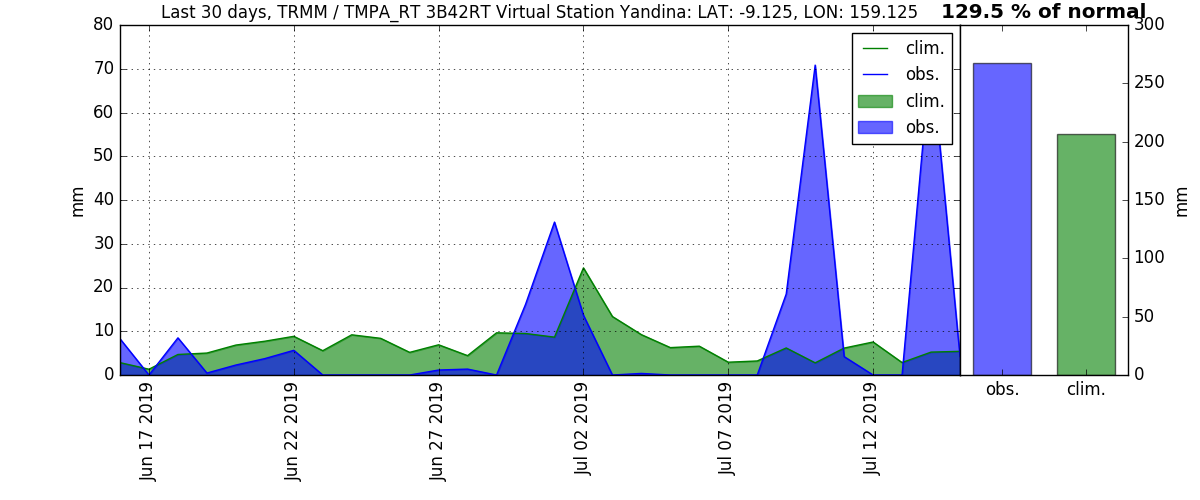 Last 30 days, TRMM / TMPA_RT 3B42RT Virtual Station Yandina: LAT: -9.125, LON: 159.125
129.5 % of normal
80
70
60
50
40
30
20
10
0
mm
clim.
obs.
clim.
obs.
300
250
200
150
100
50
0
mm
Jun 17 2019
Jun 22 2019
Jun 27 2019
Jul 02 2019
Jul 07 2019
Jul 12 2019
obs.
clim.